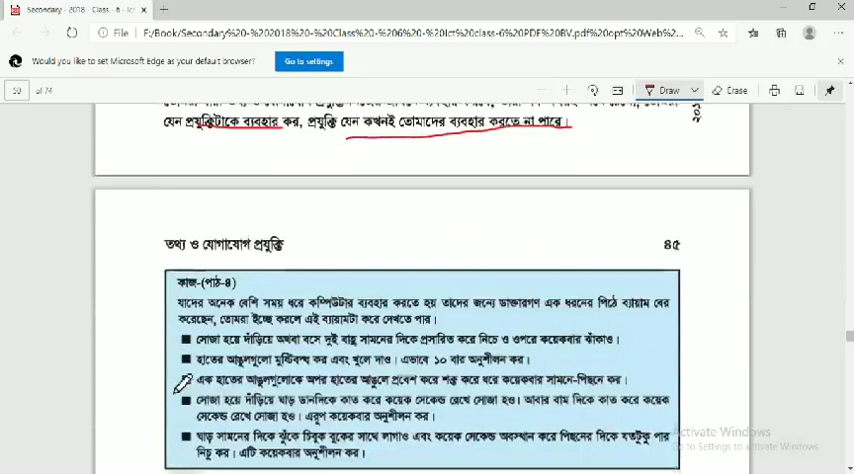 Secondary - 2018 - Class - 6 - Ict
File F:/Book/Secondary%20-%202018%20-%20Class%20-%206%20-%20Ict%20class-6%20PDF%20BV.pdf%20opt%20Web%2...
Would you like to set Microsoft Edge as your default browser? Go to settings
50 of 74 Draw Erase
যেন প্রযুক্তিটাকে ব্যবহার কর, প্রযুক্তি যেন কখনই তোমাদের ব্যবহার করতে না পারে।
তথ্য ও যোগাযোগ প্রযুক্তি ৪৫
কাজ-(পাঠ-৪)
যাদের অনেক বেশি সময় ধরে কম্পিউটার ব্যবহার করতে হয় তাদের জন্যে ডাক্তারগণ এক ধরনের পিঠে ব্যায়াম বের
করেছেন, তোমরা ইচ্ছে করলে এই ব্যায়ামটা করে দেখতে পার।
■ সোজা হয়ে দাঁড়িয়ে অথবা বসে দুই বাহু সামনের দিকে প্রসারিত করে নিচে ও ওপরে কয়েকবার ঝাঁকাও।
■ হাতের আঙুলগুলো মুষ্টিবদ্ধ কর এবং খুলে দাও। এভাবে ১০ বার অনুশীলন কর।
এক হাতের আঙুলগুলোকে অপর হাতের আঙুলে প্রবেশ করে শক্ত করে ধরে কয়েকবার সামনে-পিছনে কর।
■ সোজা হয়ে দাঁড়িয়ে ঘাড় ডানদিকে কাত করে কয়েক সেকেন্ড রেখে সোজা হও। আবার বাম দিকে কাত করে কয়েক
সেকেন্ড রেখে সোজা হও। এরূপ কয়েকবার অনুশীলন কর।
■ ঘাড় সামনের দিকে ঝুঁকে চিবুক বুকের সাথে লাগাও এবং কয়েক সেকেন্ড অবস্থান করে পিছনের দিকে যতটুকু পার
নিচু কর। এটি কয়েকবার অনুশীলন কর।
Activate Windows
Go to Settings to activate Windows.